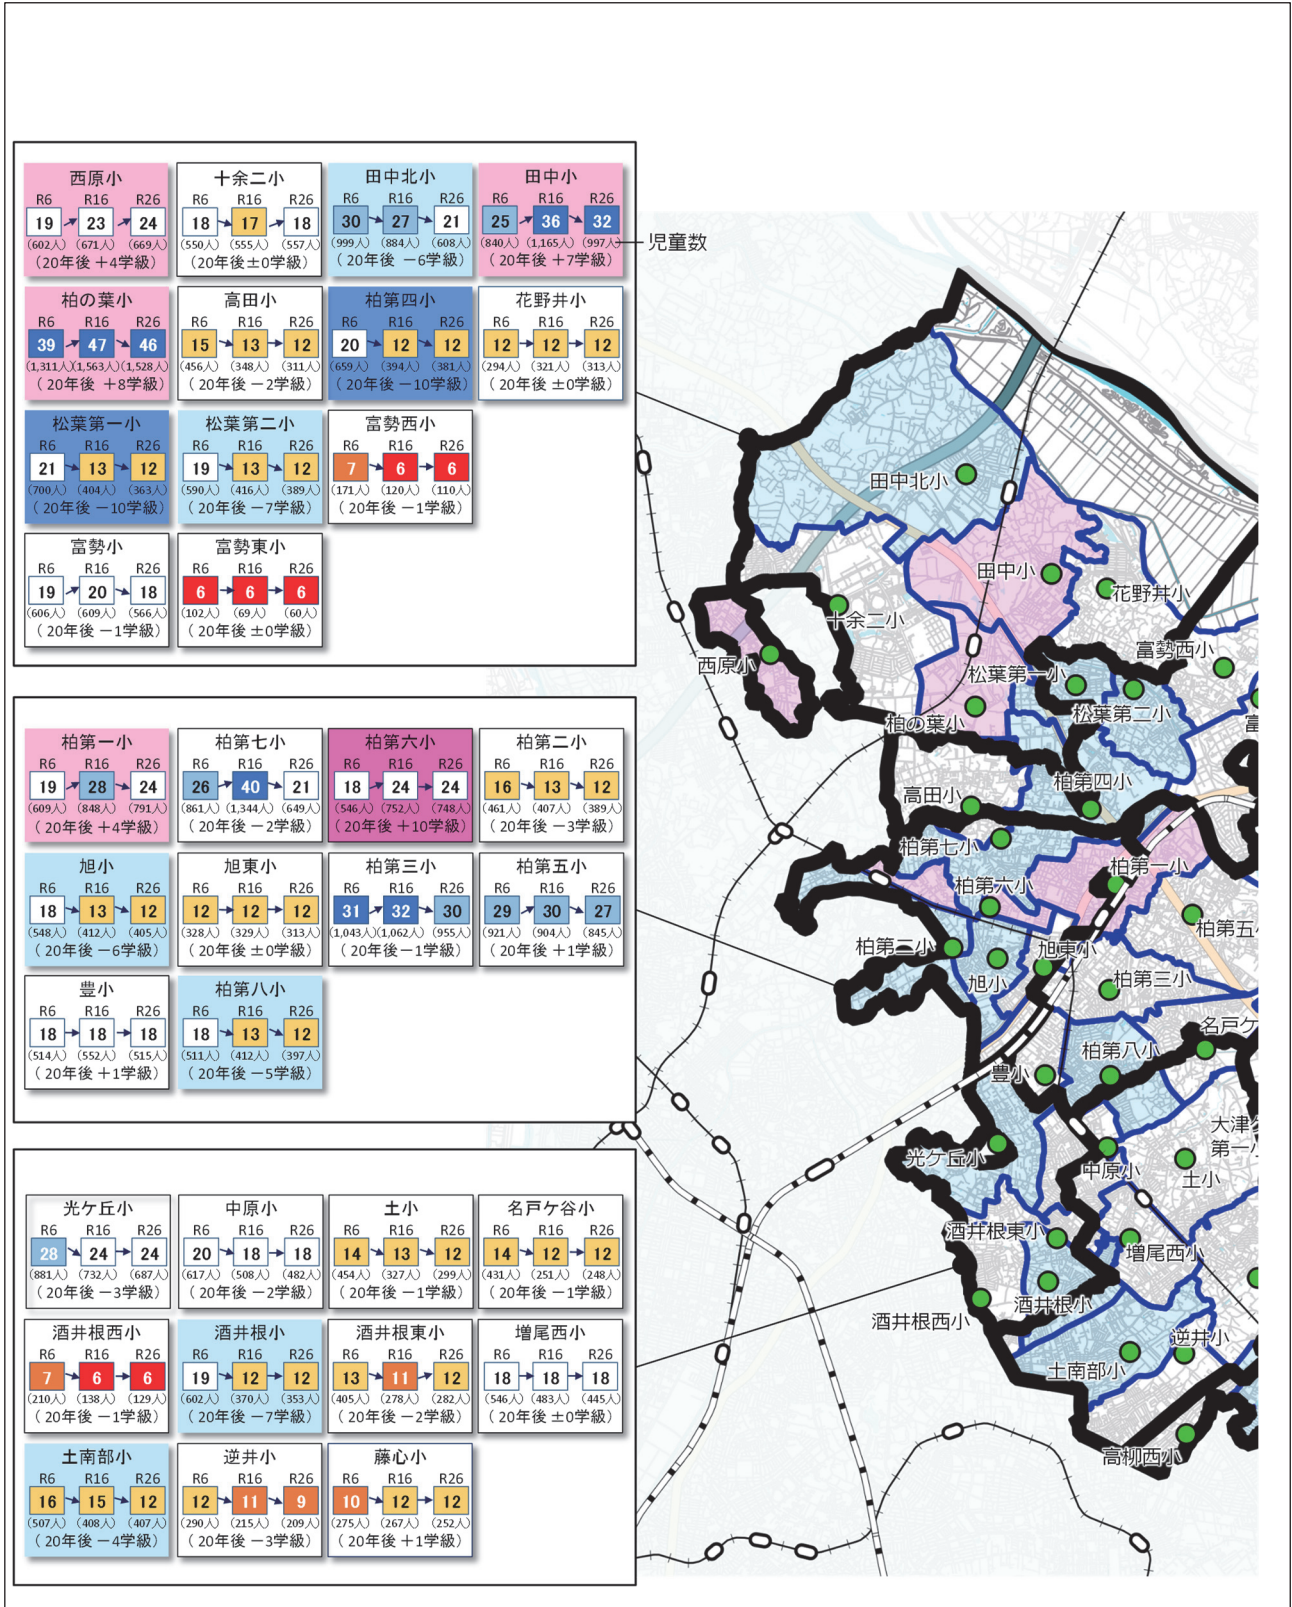 西原小
R6 R16 R26
19 23 24
(602人) (671人) (669人)
(20年後 +4学級)
十余二小
R6 R16 R26
18 17 18
(550人) (555人) (557人)
(20年後±0学級)
田中北小
R6 R16 R26
30 27 21
(999人) (884人) (608人)
(20年後 −6学級)
田中小
R6 R16 R26
25 36 32
(840人) (1,165人) (997人)
(20年後 +7学級)
児童数
柏の葉小
R6 R16 R26
39 47 46
(1,311人) (1,563人) (1,528人)
(20年後 +8学級)
高田小
R6 R16 R26
15 13 12
(456人) (348人) (311人)
(20年後 −2学級)
柏第四小
R6 R16 R26
20 12 12
(659人) (394人) (381人)
(20年後 −10学級)
花野井小
R6 R16 R26
12 12 12
(294人) (321人) (313人)
(20年後 ±0学級)
松葉第一小
R6 R16 R26
21 13 12
(700人) (404人) (363人)
(20年後 −10学級)
松葉第二小
R6 R16 R26
19 13 12
(590人) (416人) (389人)
(20年後 −7学級)
富勢西小
R6 R16 R26
7 6 6
(171人) (120人) (110人)
(20年後 −1学級)
富勢小
R6 R16 R26
19 20 18
(606人) (609人) (566人)
(20年後 −1学級)
富勢東小
R6 R16 R26
6 6 6
(102人) (69人) (60人)
(20年後 ±0学級)
柏第一小
R6 R16 R26
19 28 24
(609人) (848人) (791人)
(20年後 +4学級)
柏第七小
R6 R16 R26
26 40 21
(861人) (1,344人) (649人)
(20年後 −2学級)
柏第六小
R6 R16 R26
18 24 24
(546人) (752人) (748人)
(20年後 +10学級)
柏第二小
R6 R16 R26
16 13 12
(461人) (407人) (389人)
(20年後 −3学級)
旭小
R6 R16 R26
18 13 12
(548人) (412人) (405人)
(20年後 −6学級)
旭東小
R6 R16 R26
12 12 12
(328人) (329人) (313人)
(20年後 ±0学級)
柏第三小
R6 R16 R26
31 32 30
(1,043人) (1,062人) (955人)
(20年後 −1学級)
柏第五小
R6 R16 R26
29 30 27
(921人) (904人) (845人)
(20年後 +1学級)
豊小
R6 R16 R26
18 18 18
(514人) (552人) (515人)
(20年後 +1学級)
柏第八小
R6 R16 R26
18 13 12
(511人) (412人) (397人)
(20年後 −5学級)
光ケ丘小
R6 R16 R26
28 24 24
(881人) (732人) (687人)
(20年後 −3学級)
中原小
R6 R16 R26
20 18 18
(617人) (508人) (482人)
(20年後 −2学級)
土小
R6 R16 R26
14 13 12
(454人) (327人) (299人)
(20年後 −1学級)
名戸ケ谷小
R6 R16 R26
14 12 12
(431人) (251人) (248人)
(20年後 −1学級)
酒井根西小
R6 R16 R26
7 6 6
(210人) (138人) (129人)
(20年後 −1学級)
酒井根小
R6 R16 R26
19 12 12
(602人) (370人) (353人)
(20年後 −7学級)
酒井根東小
R6 R16 R26
13 11 12
(405人) (278人) (282人)
(20年後 −2学級)
増尾西小
R6 R16 R26
18 18 18
(546人) (483人) (445人)
(20年後 ±0学級)
土南部小
R6 R16 R26
16 15 12
(507人) (408人) (407人)
(20年後 −4学級)
逆井小
R6 R16 R26
12 11 9
(290人) (215人) (209人)
(20年後 −3学級)
藤心小
R6 R16 R26
10 12 12
(275人) (267人) (252人)
(20年後 +1学級)
田中北小
田中小
花野井小
十余二小
富勢西小
西原小
松葉第一小
松葉第二小
柏の葉小
富
柏第四小
高田小
柏第七小
柏第一小
柏第六小
柏第五小
柏第二小
旭東小
旭小
柏第三小
名戸ケ
柏第八小
豊小
大津ケ
第一小
光ケ丘小
中原小
土小
酒井根東小
増尾西小
酒井根小
酒井根西小
逆井小
土南部小
高柳西小